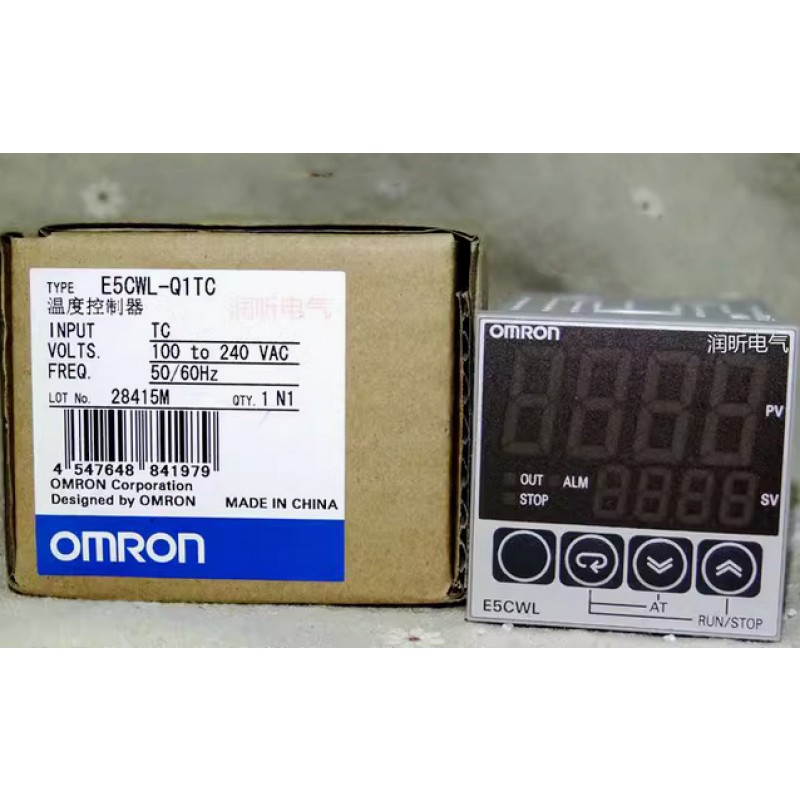 TYPE E5CWL-Q1TC
温度控制器
润昕电气
INPUT TC
VOLTS. 100 to 240 VAC
FREQ. 50/60Hz
LOT No. 28415M QTY. 1 N1
4 547648 841979
OMRON Corporation
Designed by OMRON MADE IN CHINA
OMRON
OMRON
润昕电气
PV
OUT ALM
STOP
SV
E5CWL
AT
RUN/STOP